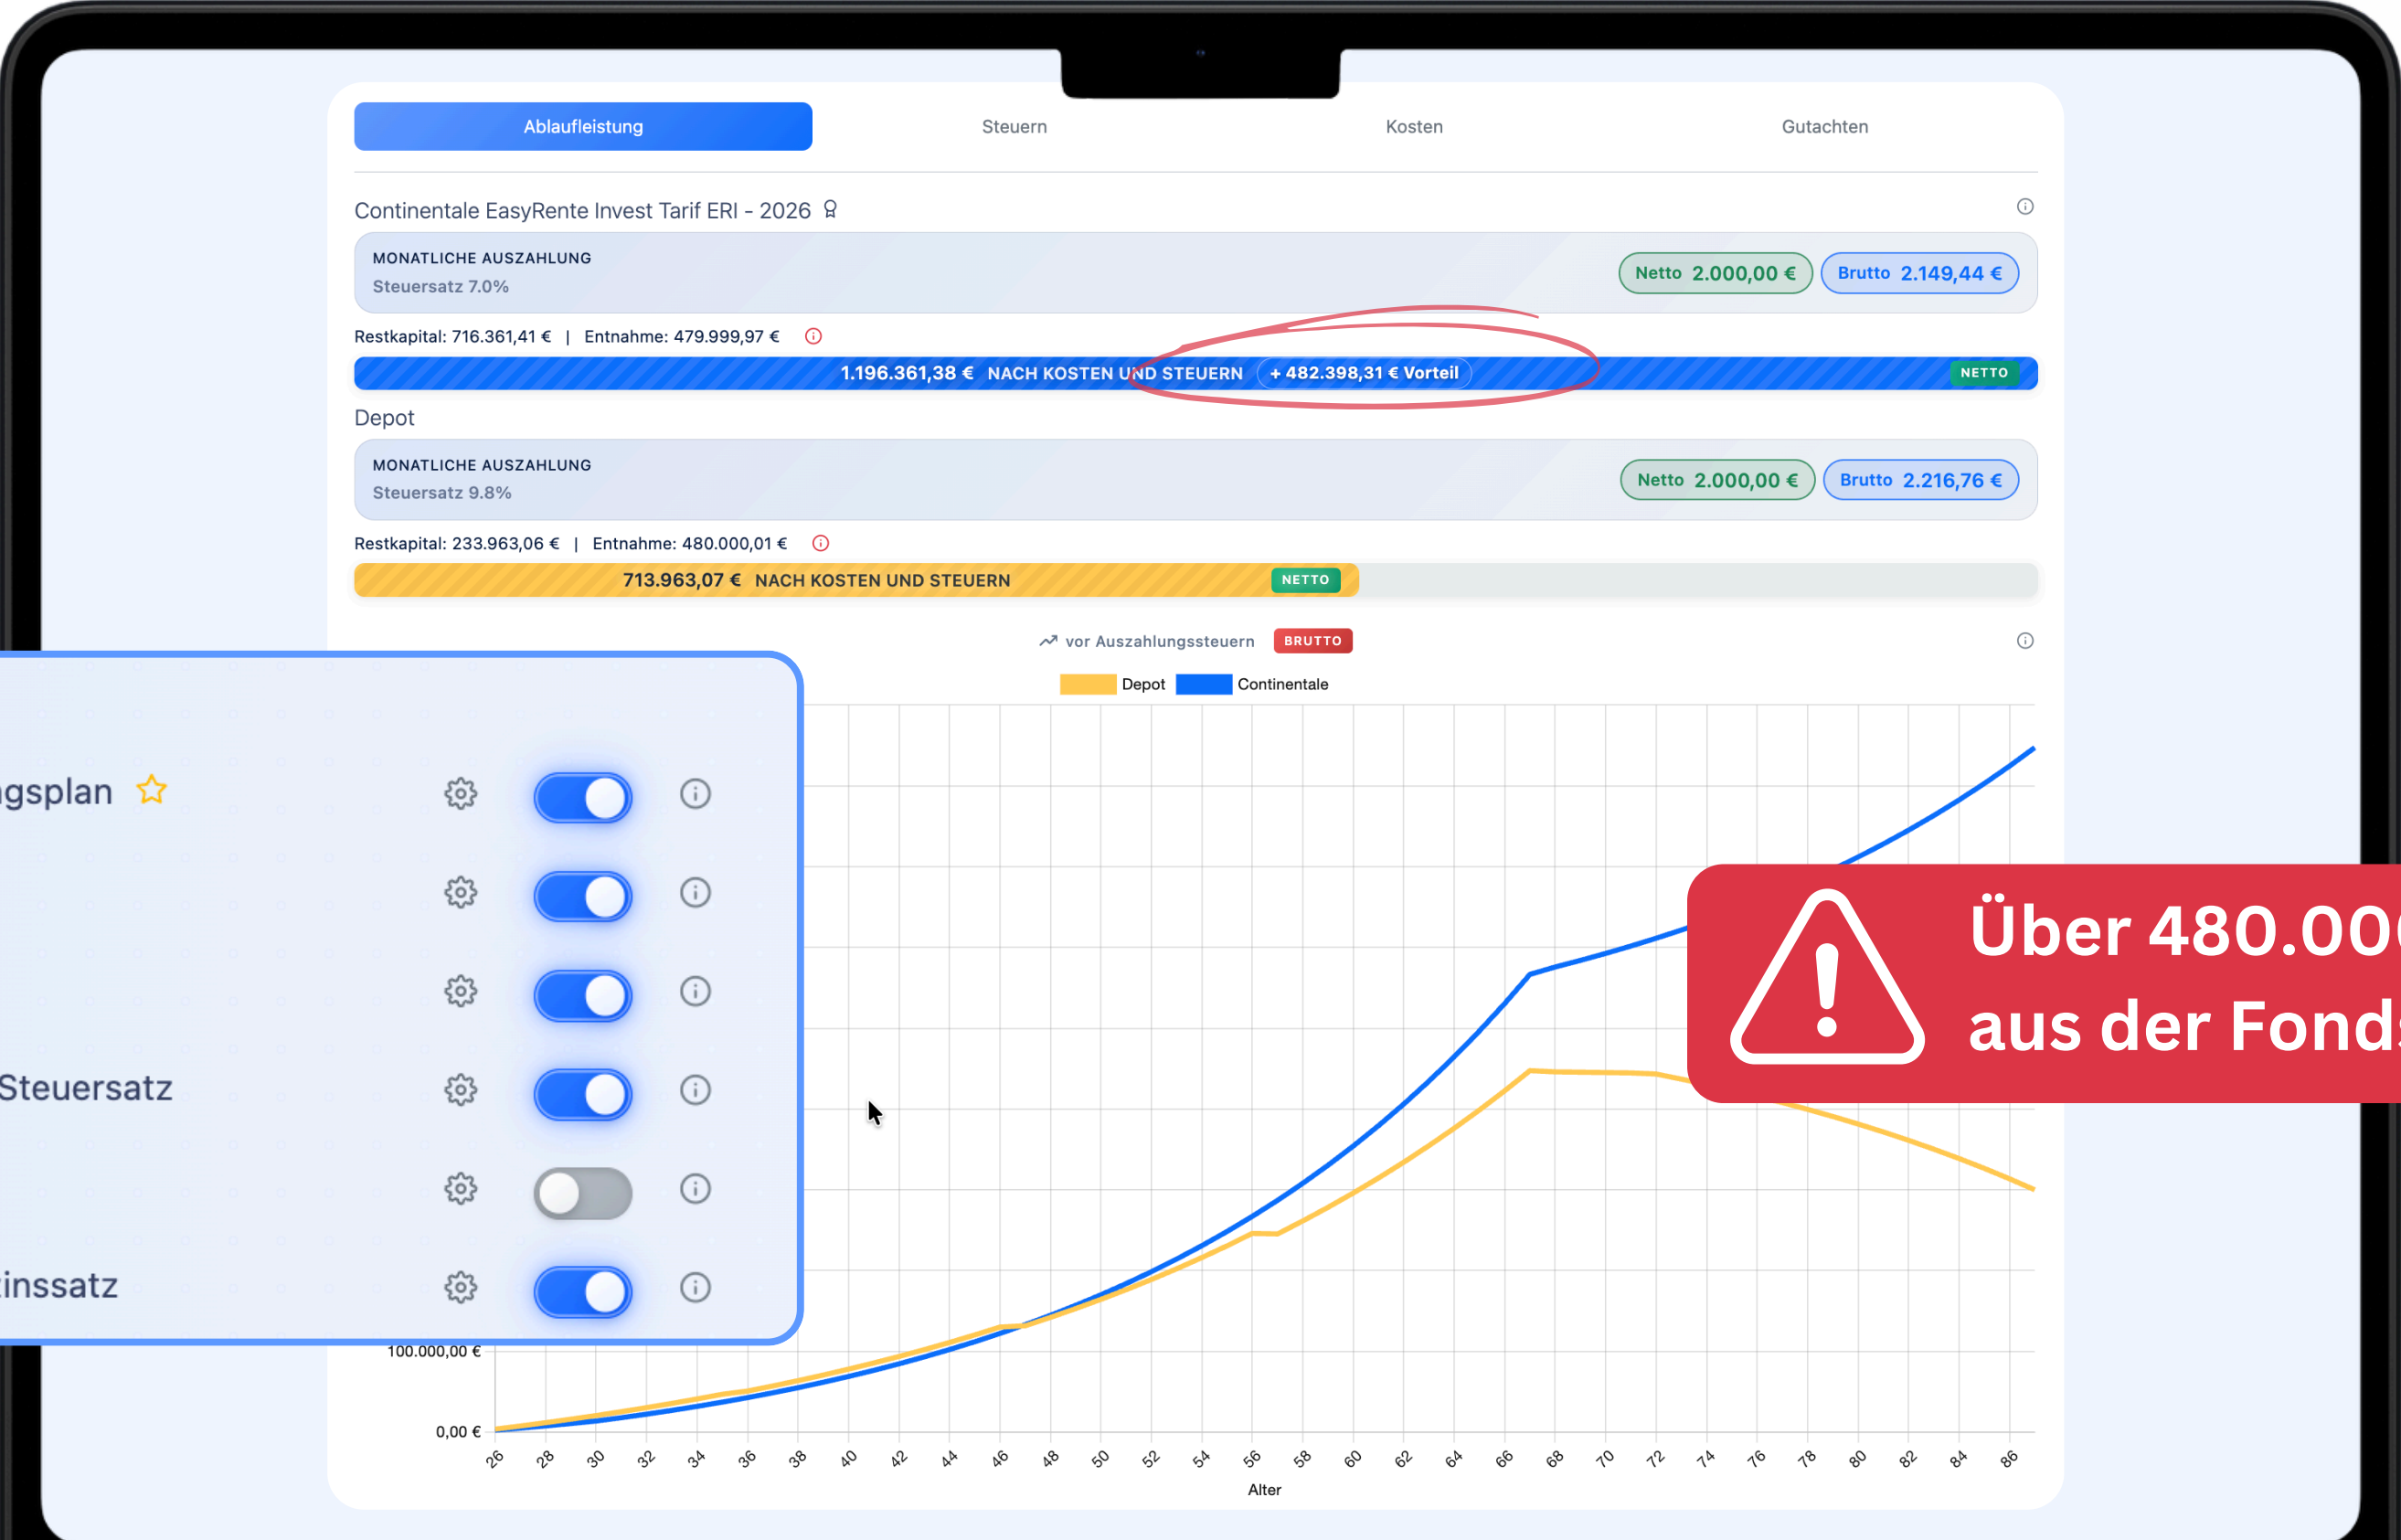 Ablaufleistung Steuern Kosten Gutachten
Continentale EasyRente Invest Tarif ERI - 2026
MONATLICHE AUSZAHLUNG
Steuersatz 7.0%
Netto 2.000,00 € Brutto 2.149,44 €
Restkapital: 716.361,41 € | Entnahme: 479.999,97 €
1.196.361,38 € NACH KOSTEN UND STEUERN + 482.398,31 € Vorteil NETTO
Depot
MONATLICHE AUSZAHLUNG
Steuersatz 9.8%
Netto 2.000,00 € Brutto 2.216,76 €
Restkapital: 233.963,06 € | Entnahme: 480.000,01 €
713.963,07 € NACH KOSTEN UND STEUERN NETTO
vor Auszahlungssteuern BRUTTO
Depot Continentale
gsplan
Steuersatz
inssatz
Über 480.00
aus der Fond
100.000,00 €
0,00 €
26 28 30 32 34 36 38 40 42 44 46 48 50 52 54 56 58 60 62 64 66 68 70 72 74 76 78 80 82 84 86
Alter